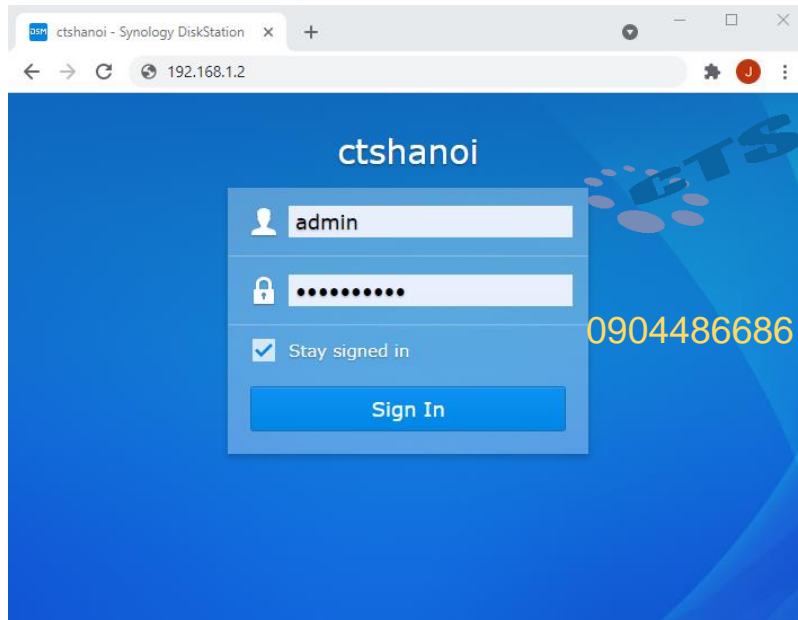 DSM ctshanoi - Synology DiskStation
192.168.1.2
J
ctshanoi
CTS
admin
••••••••••
0904486686
Stay signed in
Sign In